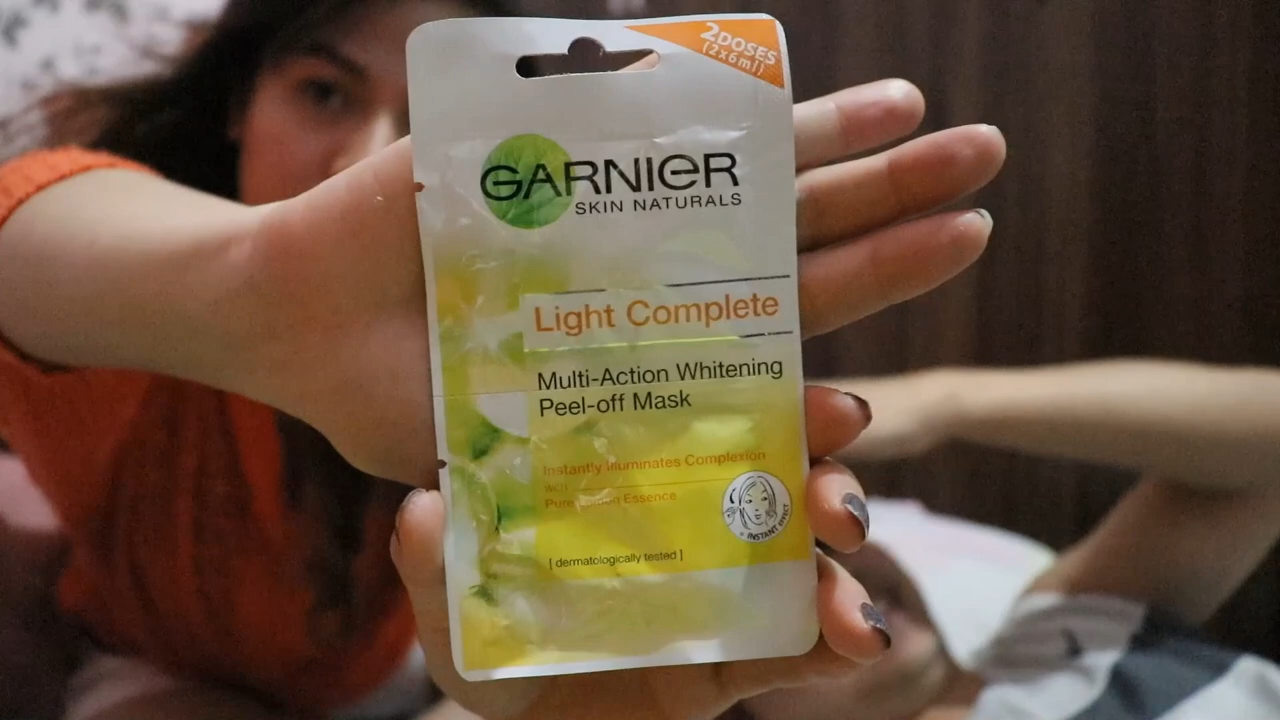 2 DOSES
(2x6ml)
GARNIER
SKIN NATURALS
Light Complete
Multi-Action Whitening
Peel-off Mask
Instantly Illuminates Complexion
WITH
Pure Lemon Essence
[ dermatologically tested ]
+ INSTANT EFFECT